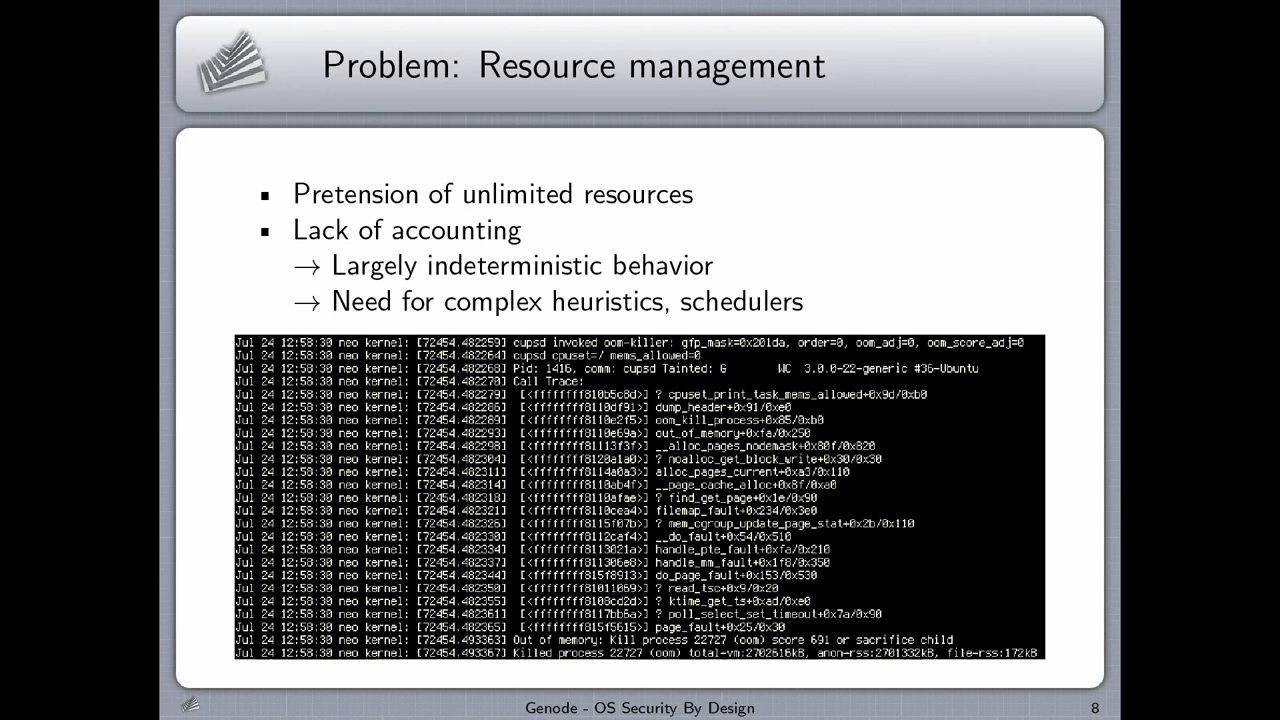 Problem: Resource management
▪ Pretension of unlimited resources
▪ Lack of accounting
→ Largely indeterministic behavior
→ Need for complex heuristics, schedulers
Jul 24 12:58:30 neo kernel: [72454.482259] cupsd invoked oom-killer: gfp_mask=0x201da, order=0, oom_adj=0, oom_score_adj=0
Jul 24 12:58:30 neo kernel: [72454.482264] cupsd cpuset=/ mems_allowed=0
Jul 24 12:58:30 neo kernel: [72454.482268] Pid: 1416, comm: cupsd Tainted: G        WC  3.0.0-22-generic #36-Ubuntu
Jul 24 12:58:30 neo kernel: [72454.482270] Call Trace:
Jul 24 12:58:30 neo kernel: [72454.482279]  [<ffffffff810b5c8d>] ? cpuset_print_task_mems_allowed+0x9d/0xb0
Jul 24 12:58:30 neo kernel: [72454.482286]  [<ffffffff8110df91>] dump_header+0x91/0xe0
Jul 24 12:58:30 neo kernel: [72454.482289]  [<ffffffff8110e2f5>] oom_kill_process+0x85/0xb0
Jul 24 12:58:30 neo kernel: [72454.482293]  [<ffffffff8110e69a>] out_of_memory+0xfa/0x250
Jul 24 12:58:30 neo kernel: [72454.482298]  [<ffffffff81113f3f>] __alloc_pages_nodemask+0x80f/0x820
Jul 24 12:58:30 neo kernel: [72454.482304]  [<ffffffff8120a1a0>] ? noalloc_get_block_write+0x30/0x30
Jul 24 12:58:30 neo kernel: [72454.482311]  [<ffffffff8114a0a3>] alloc_pages_current+0xa3/0x110
Jul 24 12:58:30 neo kernel: [72454.482314]  [<ffffffff8110ab4f>] __page_cache_alloc+0x8f/0xa0
Jul 24 12:58:30 neo kernel: [72454.482318]  [<ffffffff8110afae>] ? find_get_page+0x1e/0x90
Jul 24 12:58:30 neo kernel: [72454.482321]  [<ffffffff8110cea4>] filemap_fault+0x234/0x3e0
Jul 24 12:58:30 neo kernel: [72454.482326]  [<ffffffff8115f07b>] ? mem_cgroup_update_page_stat+0x2b/0x110
Jul 24 12:58:30 neo kernel: [72454.482330]  [<ffffffff8112caf4>] __do_fault+0x54/0x510
Jul 24 12:58:30 neo kernel: [72454.482334]  [<ffffffff8113021a>] handle_pte_fault+0xfa/0x210
Jul 24 12:58:30 neo kernel: [72454.482337]  [<ffffffff811306e8>] handle_mm_fault+0x1f8/0x350
Jul 24 12:58:30 neo kernel: [72454.482344]  [<ffffffff815f8913>] do_page_fault+0x153/0x530
Jul 24 12:58:30 neo kernel: [72454.482350]  [<ffffffff81011069>] ? read_tsc+0x9/0x20
Jul 24 12:58:30 neo kernel: [72454.482355]  [<ffffffff8108cd2d>] ? ktime_get_ts+0xad/0xe0
Jul 24 12:58:30 neo kernel: [72454.482361]  [<ffffffff8117bb6a>] ? poll_select_set_timeout+0x7a/0x90
Jul 24 12:58:30 neo kernel: [72454.482365]  [<ffffffff815f5615>] page_fault+0x25/0x30
Jul 24 12:58:30 neo kernel: [72454.493363] Out of memory: Kill process 22727 (oom) score 691 or sacrifice child
Jul 24 12:58:30 neo kernel: [72454.493367] Killed process 22727 (oom) total-vm:2702616kB, anon-rss:2701332kB, file-rss:172kB
Genode - OS Security By Design
8